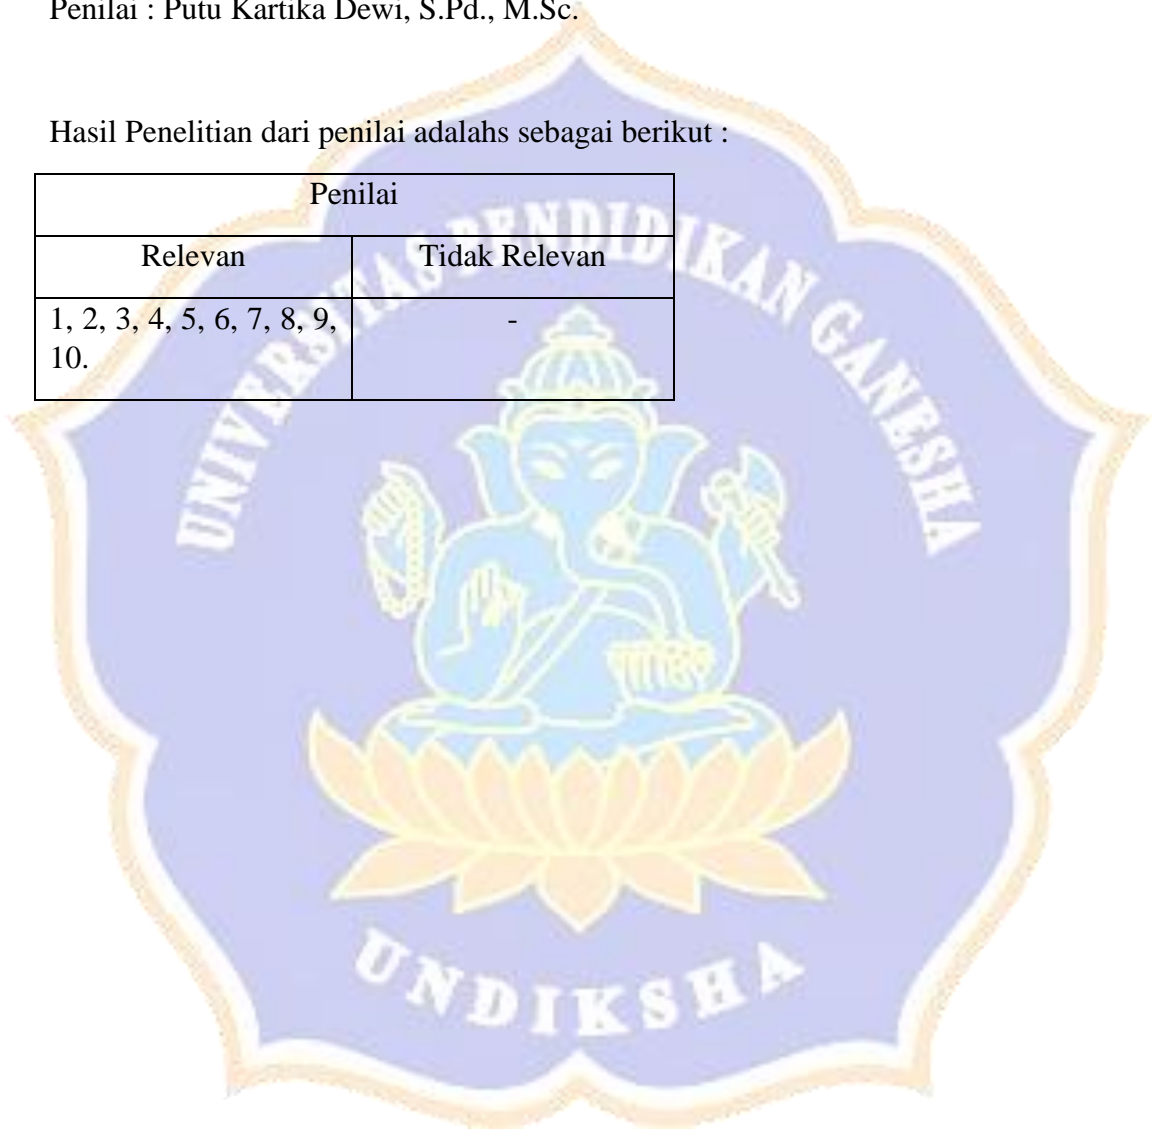 Penilai : Putu Kartika Dewi, S.Pd., M.Sc.
Hasil Penelitian dari penilai adalahs sebagai berikut :
Penilai
Relevan Tidak Relevan
1, 2, 3, 4, 5, 6, 7, 8, 9, -
10.
UNIVERSITAS PENDIDIKAN GANESHA
UNDIKSHA